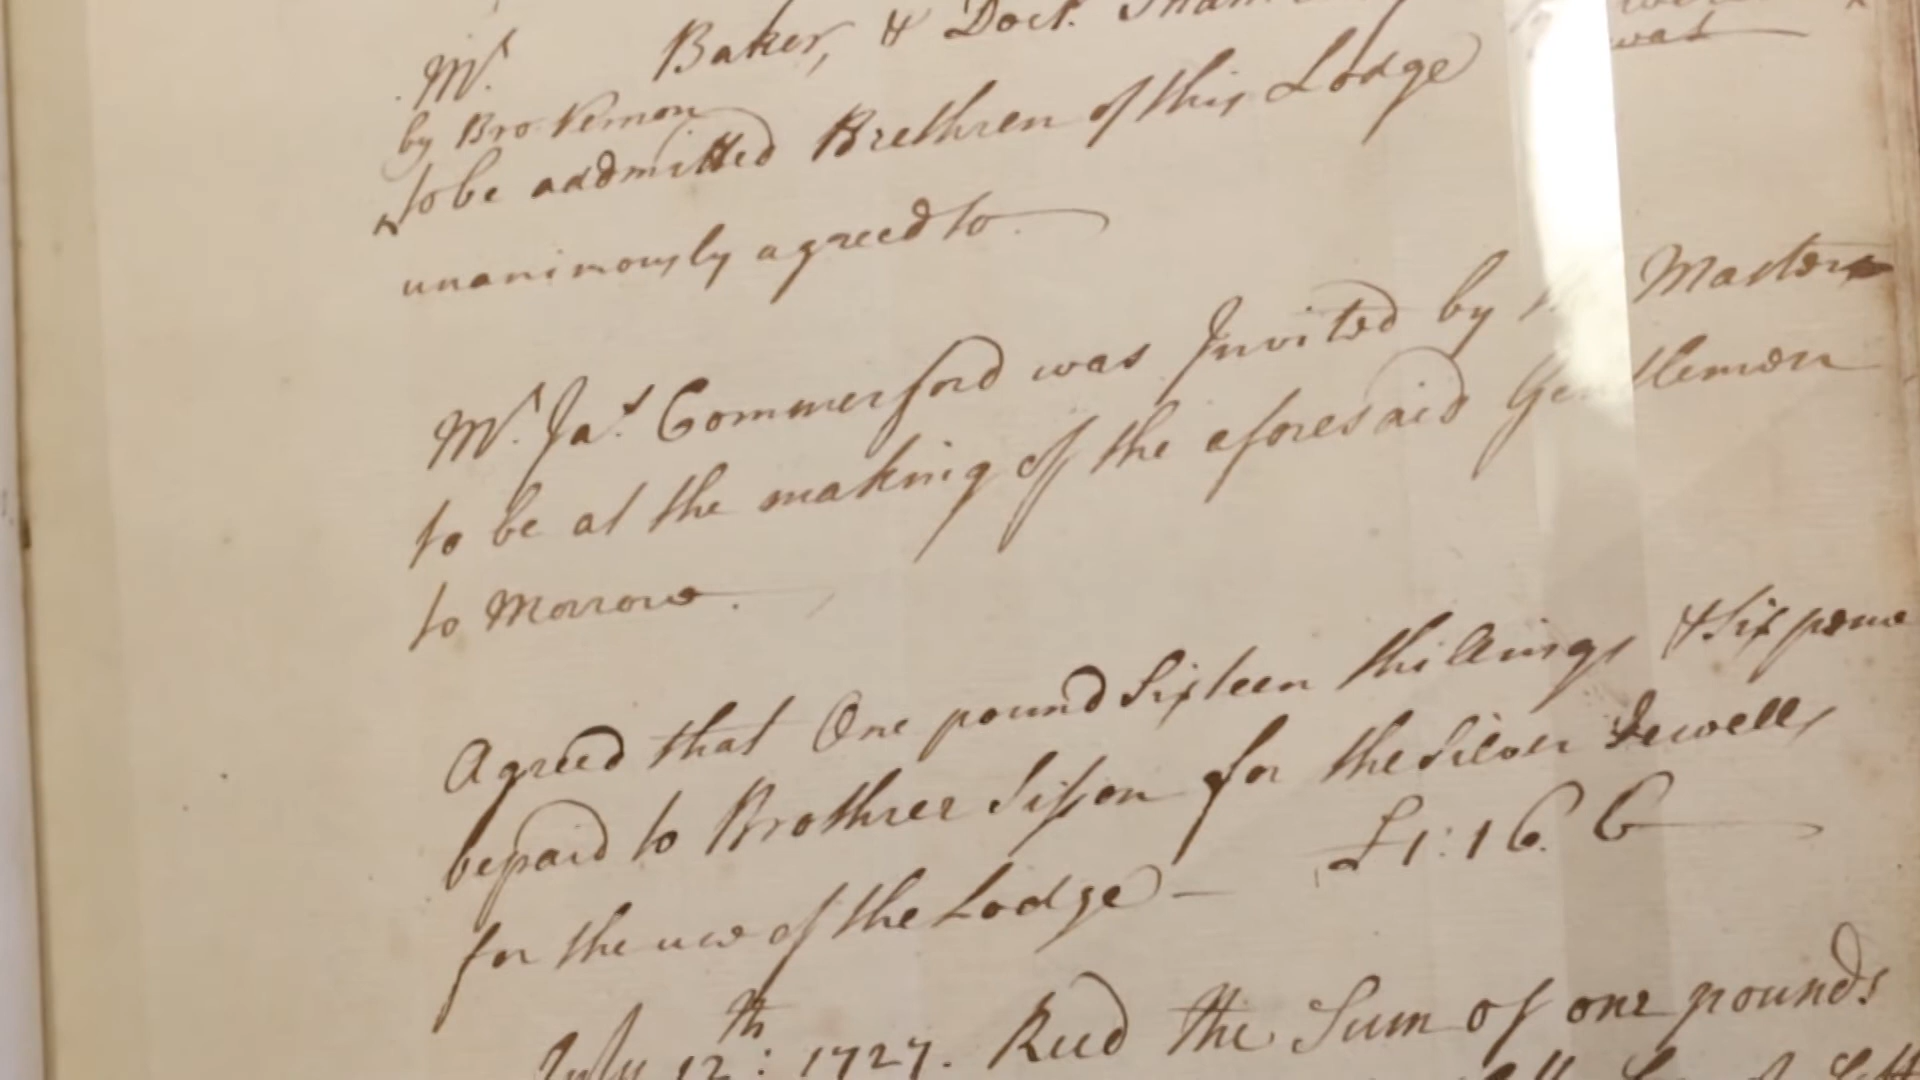 Mr. Baker, & Doct.
was
by Bro Vernon
to be addmitted Brethren of this Lodge
unanimously agreed to
Mr. Jas. Commerford was Invited by Master
to be at the making of the aforesaid Gentlemen
to Morrow.
Agreed that One pound Sixteen shillings & Six pence
be paid to Brother Sisson for the Silver Jewells
for the use of the Lodge — £1:16. 6
July 12th: 1727. Recd the Sum of one pounds